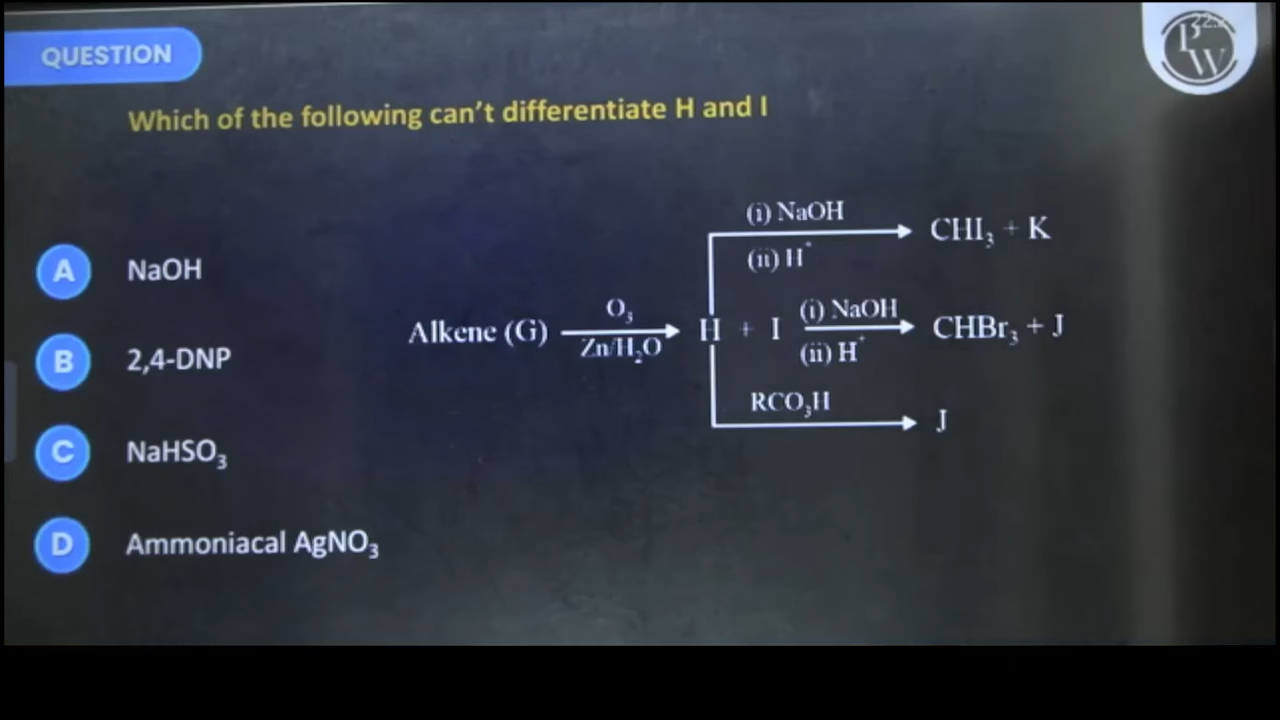 QUESTION
PW
Which of the following can't differentiate H and I
A NaOH
B 2,4-DNP
C NaHSO₃
D Ammoniacal AgNO₃
(i) NaOH
(ii) H⁺
CHI₃ + K
Alkene (G)
O₃
Zn/H₂O
H + I
(i) NaOH
(ii) H⁺
CHBr₃ + J
RCO₃H
J